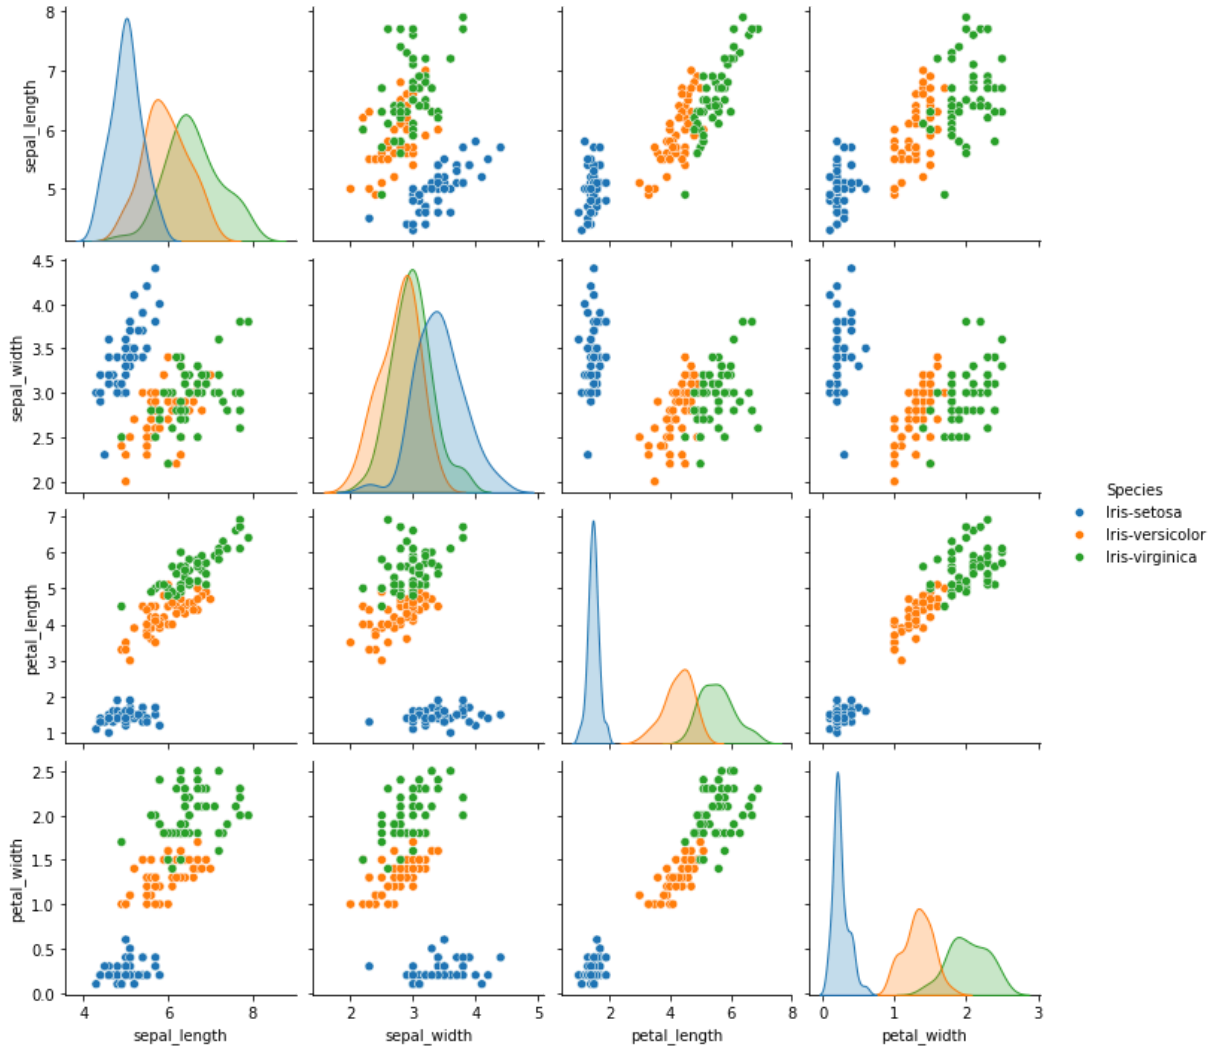 8
7
6
5
sepal_length
4.5
4.0
3.5
3.0
2.5
2.0
sepal_width
Species
Iris-setosa
Iris-versicolor
Iris-virginica
7
6
5
4
3
2
1
petal_length
2.5
2.0
1.5
1.0
0.5
0.0
petal_width
4 6 8
sepal_length
2 3 4 5
sepal_width
2 4 6 8
petal_length
0 1 2 3
petal_width